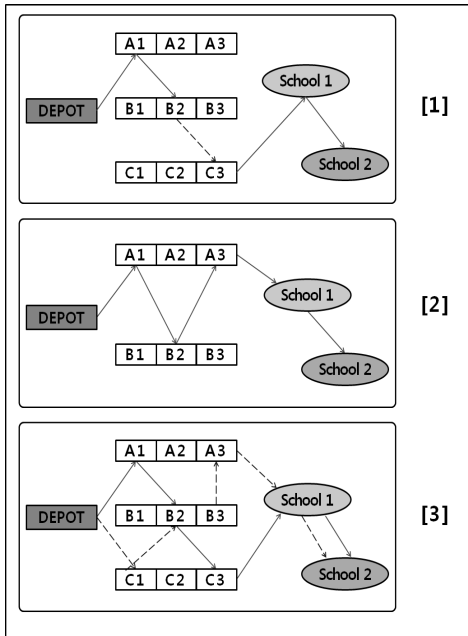 A1 A2 A3
School 1
DEPOT
B1 B2 B3
[1]
School 2
C1 C2 C3
A1 A2 A3
School 1
[2]
DEPOT
B1 B2 B3
School 2
A1 A2 A3
School 1
DEPOT
B1 B2 B3
[3]
School 2
C1 C2 C3